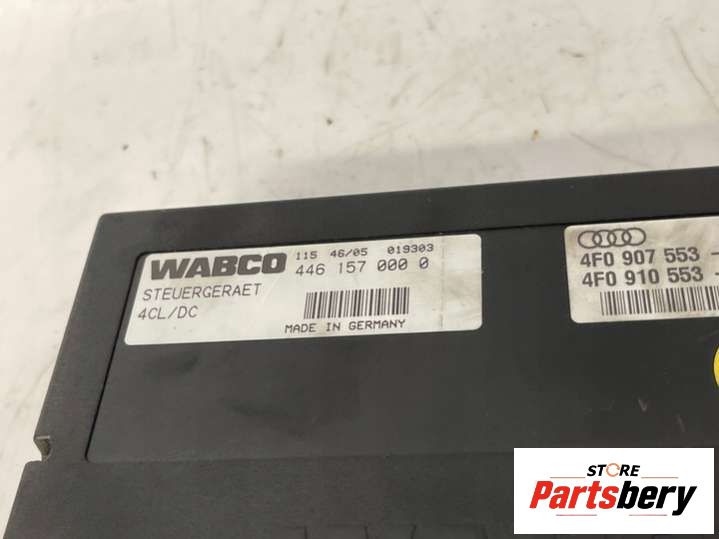 WABCO
115 46/05 019303
446 157 000 0
STEUERGERAET
4CL/DC
MADE IN GERMANY
4F0 907 553 -
4F0 910 553 -
STORE
Partsbery